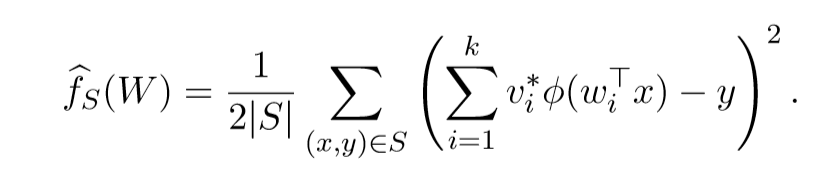 \widehat{f}_S(W) = \frac{1}{2|S|} \sum_{(x,y)\in S} \left( \sum_{i=1}^{k} v_i^* \phi(w_i^\top x) - y \right)^2.